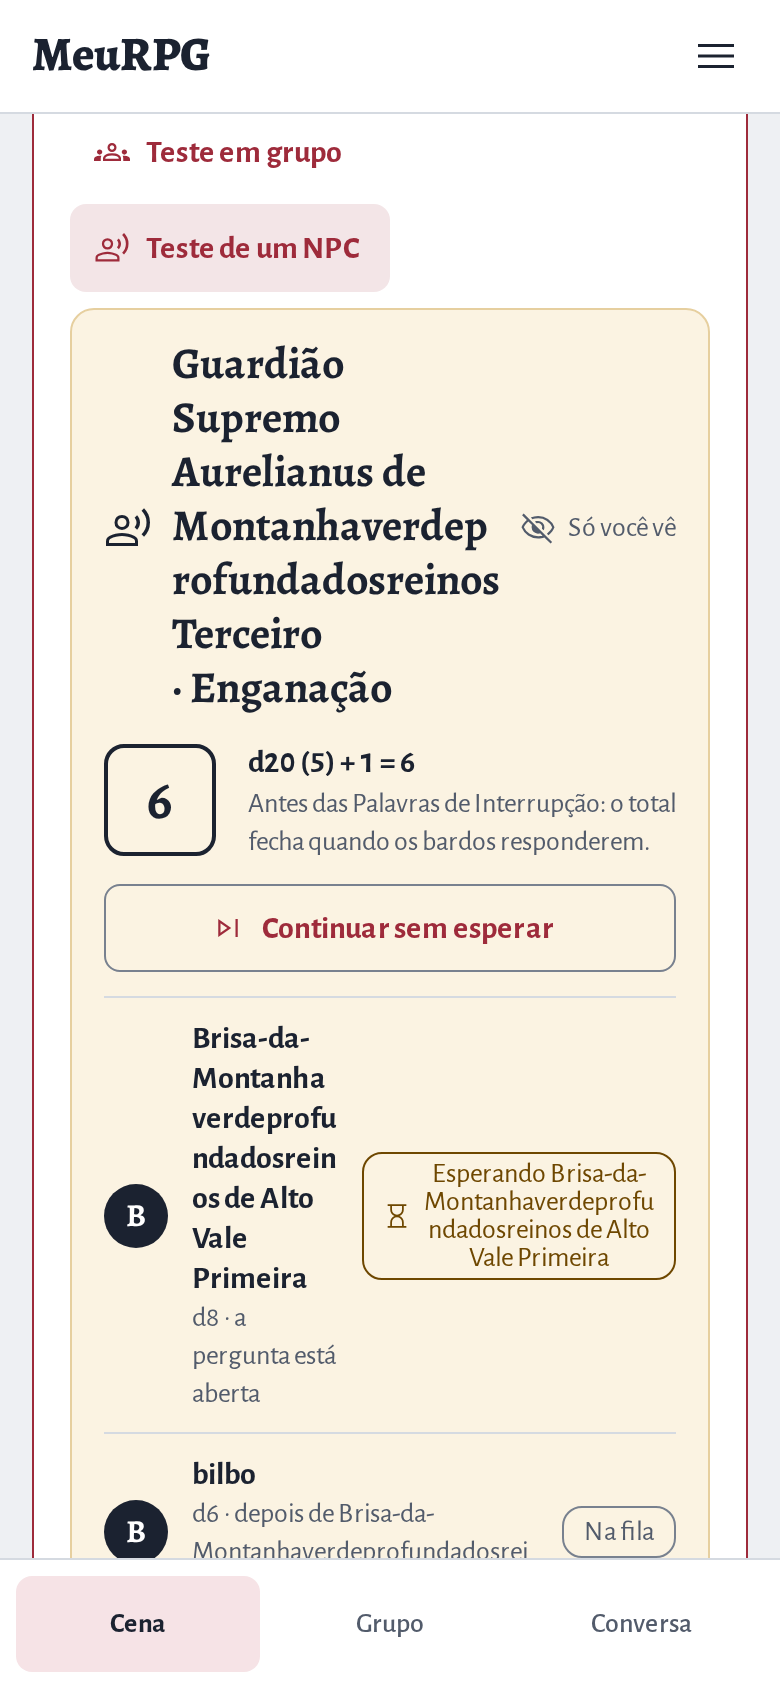 MeuRPG
Teste em grupo
Teste de um NPC
Guardião
Supremo
Aurelianus de
Montanhaverdep
rofundadosreinos
Terceiro
· Enganação
Só você vê
6
d20 (5) + 1 = 6
Antes das Palavras de Interrupção: o total
fecha quando os bardos responderem.
Continuar sem esperar
B
Brisa-da-
Montanha
verdeprofu
ndadosrein
os de Alto
Vale
Primeira
d8 · a
pergunta está
aberta
Esperando Brisa-da-
Montanhaverdeprofu
ndadosreinos de Alto
Vale Primeira
B
bilbo
d6 · depois de Brisa-da-
Montanhaverdeprofundadosrei
Na fila
Cena
Grupo
Conversa